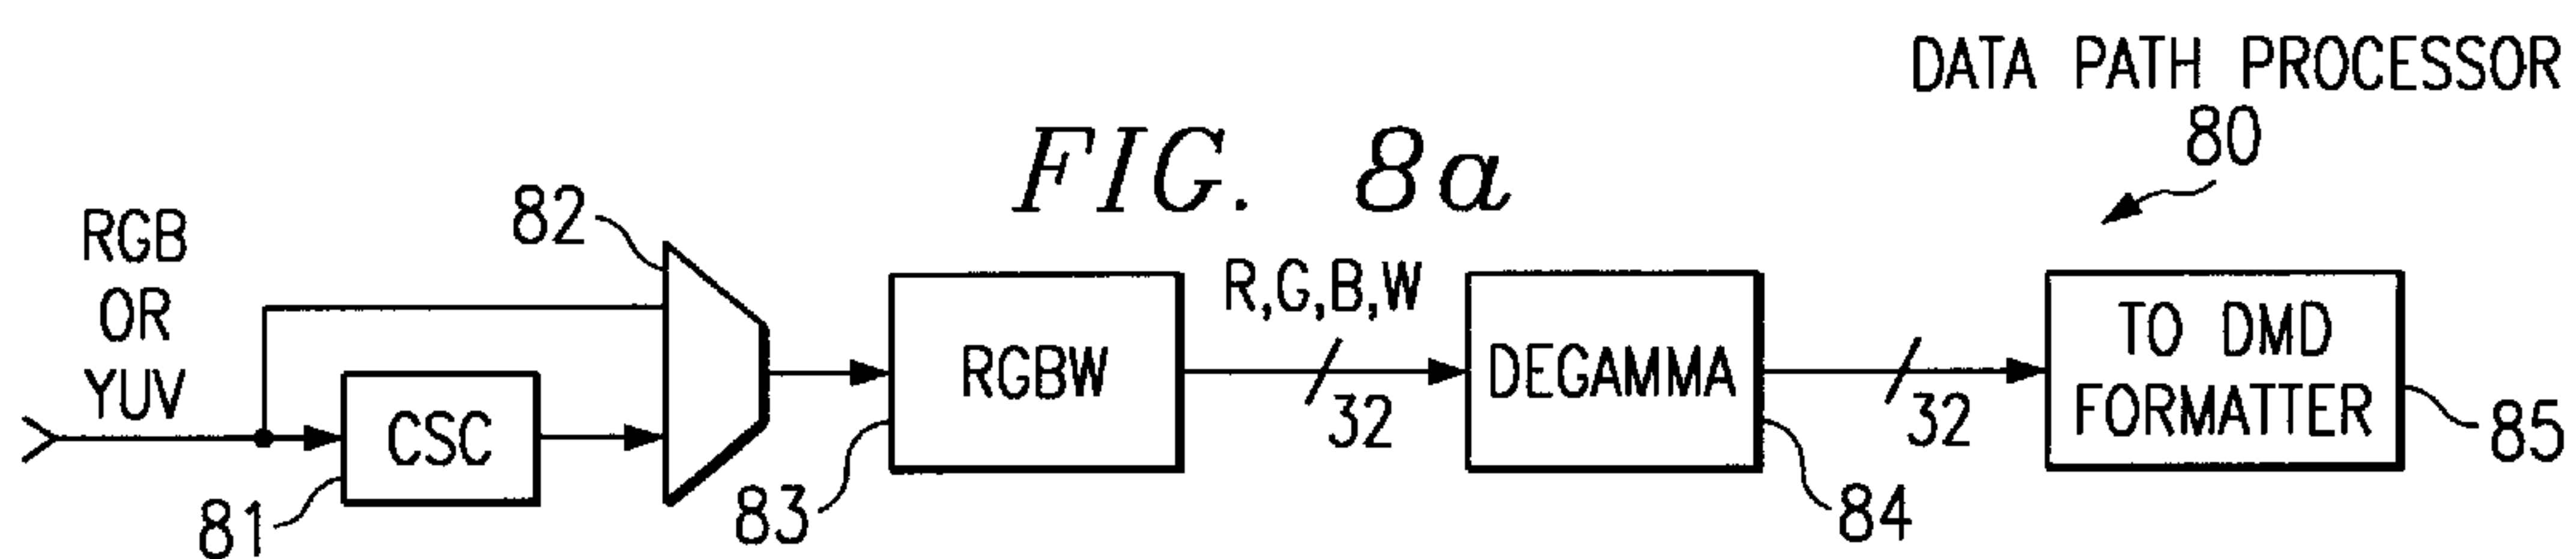 DATA PATH PROCESSOR
80
FIG. 8a
RGB
OR
YUV
82
CSC
81
RGBW
83
R,G,B,W
32
DEGAMMA
84
32
TO DMD
FORMATTER
85